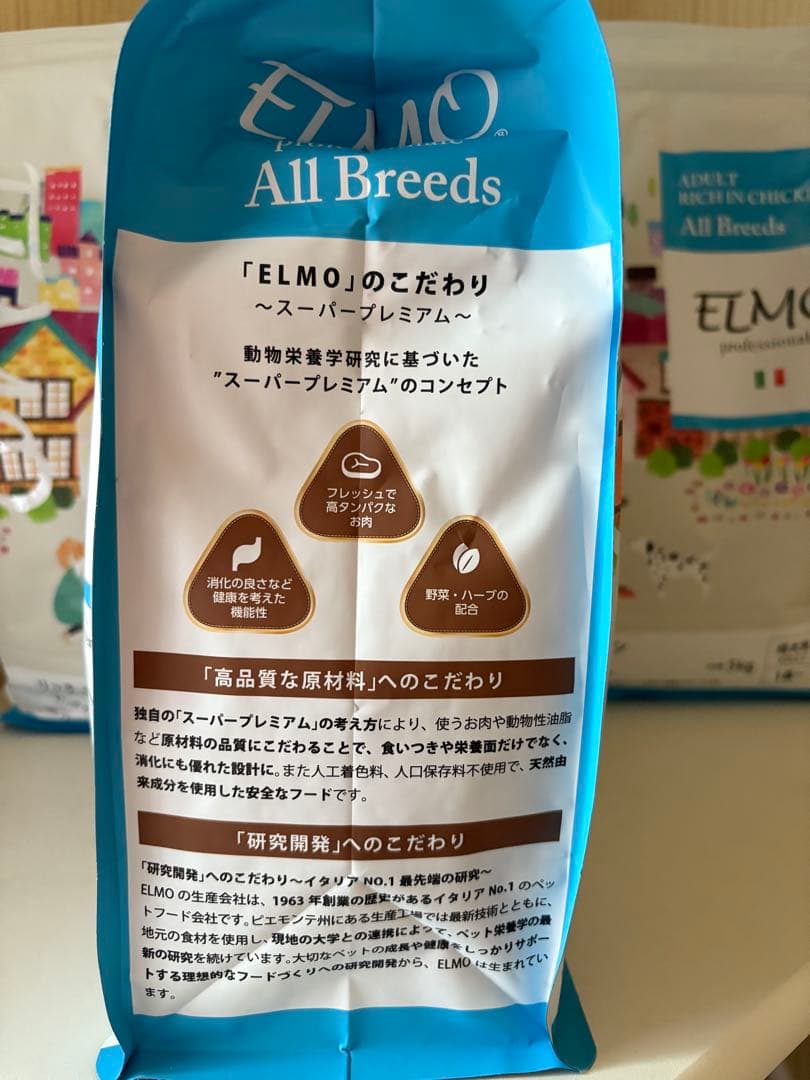 ELMO
®
All Breeds
「ELMO」のこだわり
～スーパープレミアム～
動物栄養学研究に基づいた
"スーパープレミアム"のコンセプト
フレッシュで
高タンパクな
お肉
消化の良さなど
健康を考えた
機能性
野菜・ハーブの
配合
「高品質な原材料」へのこだわり
独自の「スーパープレミアム」の考え方により、使うお肉や動物性油脂
など原材料の品質にこだわることで、食いつきや栄養面だけでなく、
消化にも優れた設計に。また人工着色料、人口保存料不使用で、天然由
来成分を使用した安全なフードです。
「研究開発」へのこだわり
「研究開発」へのこだわり～イタリア NO.1 最先端の研究～
ELMO の生産会社は、1963 年創業の歴史があるイタリア No.1 のペッ
トフード会社です。ピエモンテ州にある生産工場では最新技術とともに、
地元の食材を使用し、現地の大学との連携によって、ペット栄養学の最
新の研究を続けています。大切なペットの成長や健康をしっかりサポー
トする理想的なフードづくりへの研究開発から、ELMO は生まれてい
ます。
ADULT
RICH IN CHICK
All Breeds
ELMO
professionale
3kg